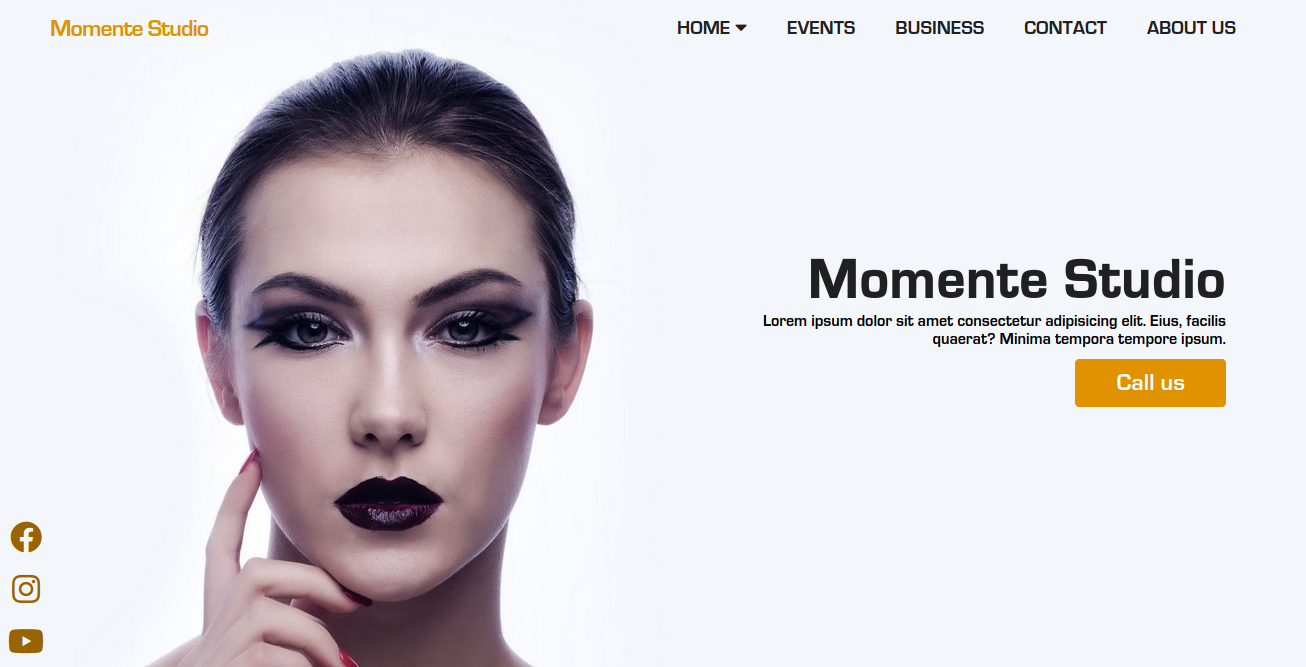 Momente Studio
HOME
EVENTS
BUSINESS
CONTACT
ABOUT US
Momente Studio
Lorem ipsum dolor sit amet consectetur adipisicing elit. Eius, facilis
quaerat? Minima tempora tempore ipsum.
Call us